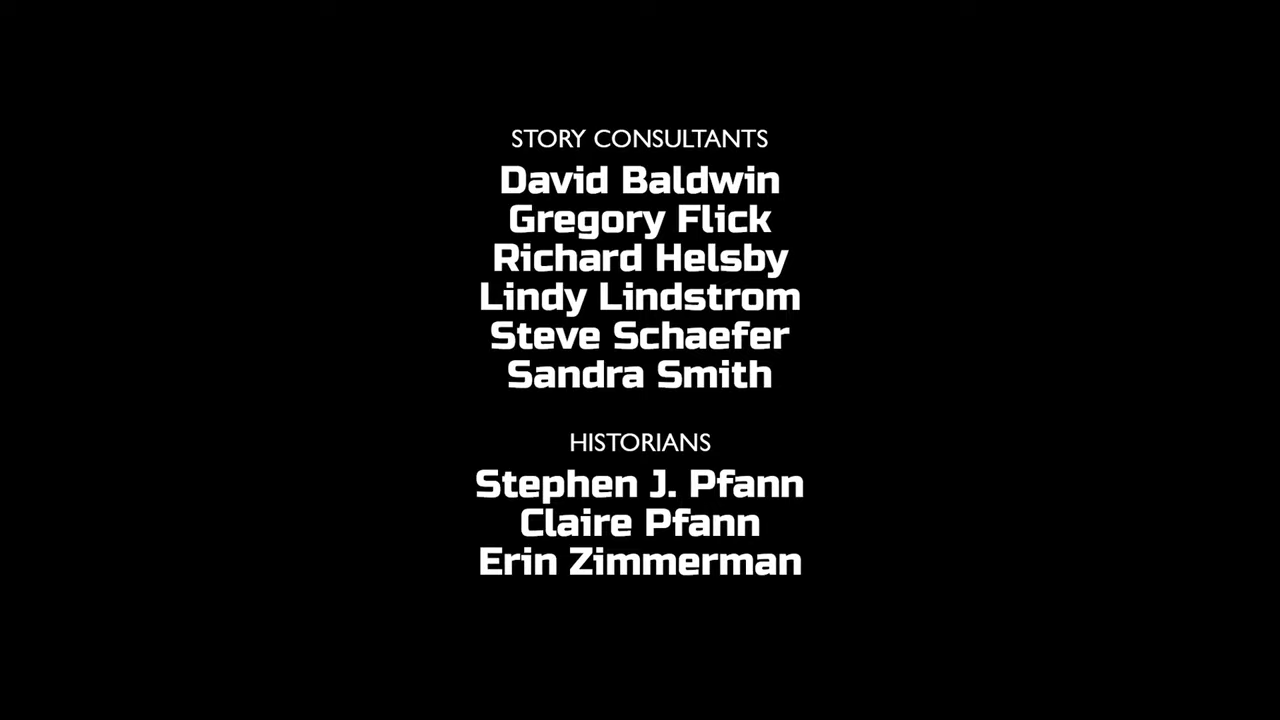 STORY CONSULTANTS
David Baldwin
Gregory Flick
Richard Helsby
Lindy Lindstrom
Steve Schaefer
Sandra Smith
HISTORIANS
Stephen J. Pfann
Claire Pfann
Erin Zimmerman